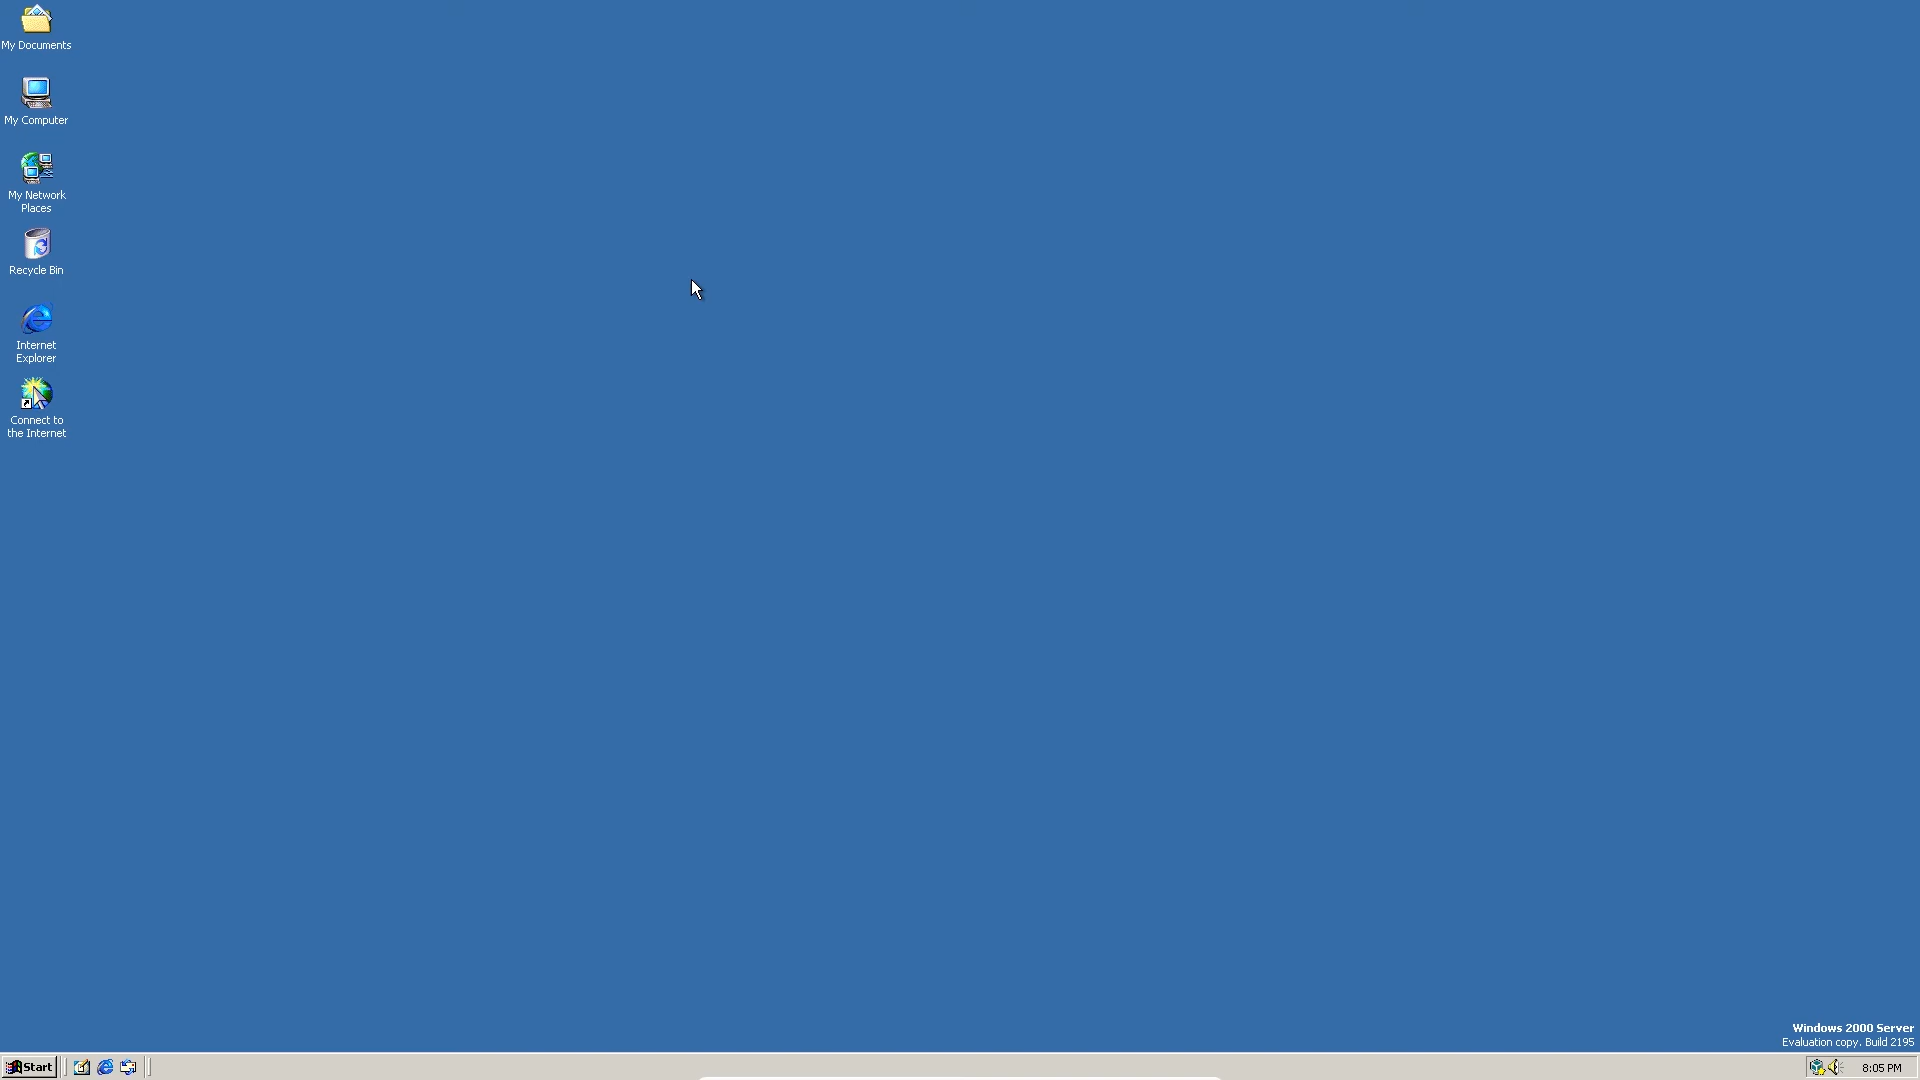 My Documents
My Computer
My Network
Places
Recycle Bin
Internet
Explorer
Connect to
the Internet
Windows 2000 Server
Evaluation copy. Build 2195
Start
8:05 PM